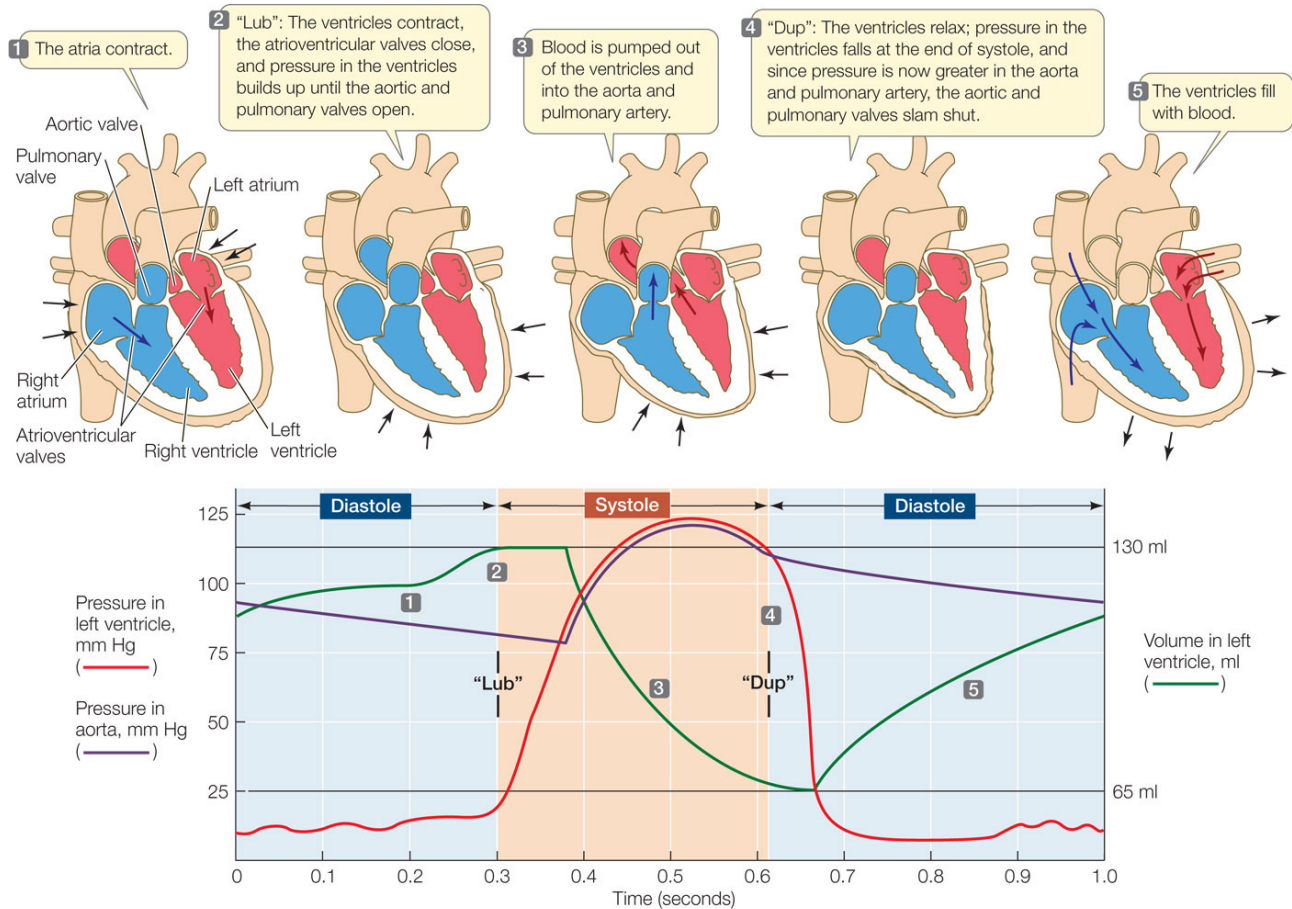 1 The atria contract.
2 “Lub”: The ventricles contract,
the atrioventricular valves close,
and pressure in the ventricles
builds up until the aortic and
pulmonary valves open.
3 Blood is pumped out
of the ventricles and
into the aorta and
pulmonary artery.
4 “Dup”: The ventricles relax; pressure in the
ventricles falls at the end of systole, and
since pressure is now greater in the aorta
and pulmonary artery, the aortic and
pulmonary valves slam shut.
5 The ventricles fill
with blood.
Aortic valve
Pulmonary
valve
Left atrium
Right
atrium
Atrioventricular
valves
Right ventricle
Left
ventricle
Diastole
Systole
Diastole
125
100
75
50
25
130 ml
65 ml
Pressure in
left ventricle,
mm Hg
( )
Pressure in
aorta, mm Hg
( )
Volume in left
ventricle, ml
( )
1
2
3
4
5
“Lub”
“Dup”
0 0.1 0.2 0.3 0.4 0.5 0.6 0.7 0.8 0.9 1.0
Time (seconds)